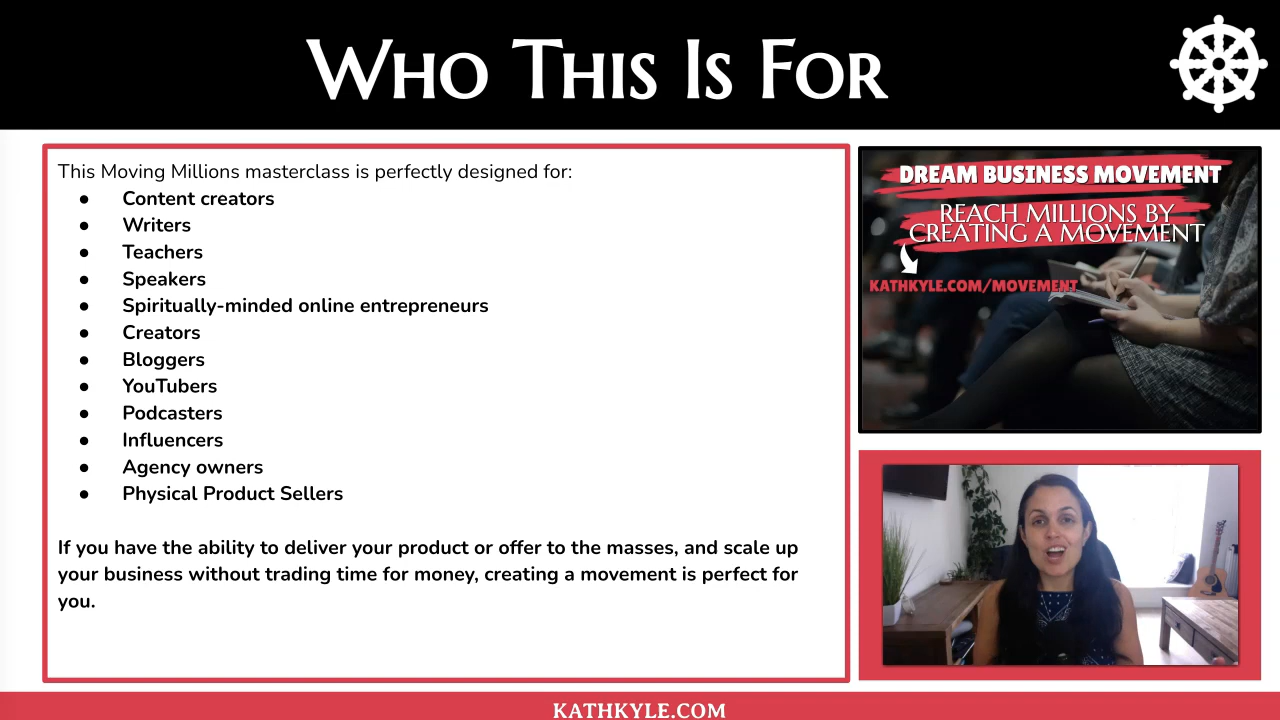 Who This Is For
This Moving Millions masterclass is perfectly designed for:
● Content creators
● Writers
● Teachers
● Speakers
● Spiritually-minded online entrepreneurs
● Creators
● Bloggers
● YouTubers
● Podcasters
● Influencers
● Agency owners
● Physical Product Sellers
If you have the ability to deliver your product or offer to the masses, and scale up
your business without trading time for money, creating a movement is perfect for
you.
DREAM BUSINESS MOVEMENT
REACH MILLIONS BY
CREATING A MOVEMENT
KATHKYLE.COM/MOVEMENT
KATHKYLE.COM